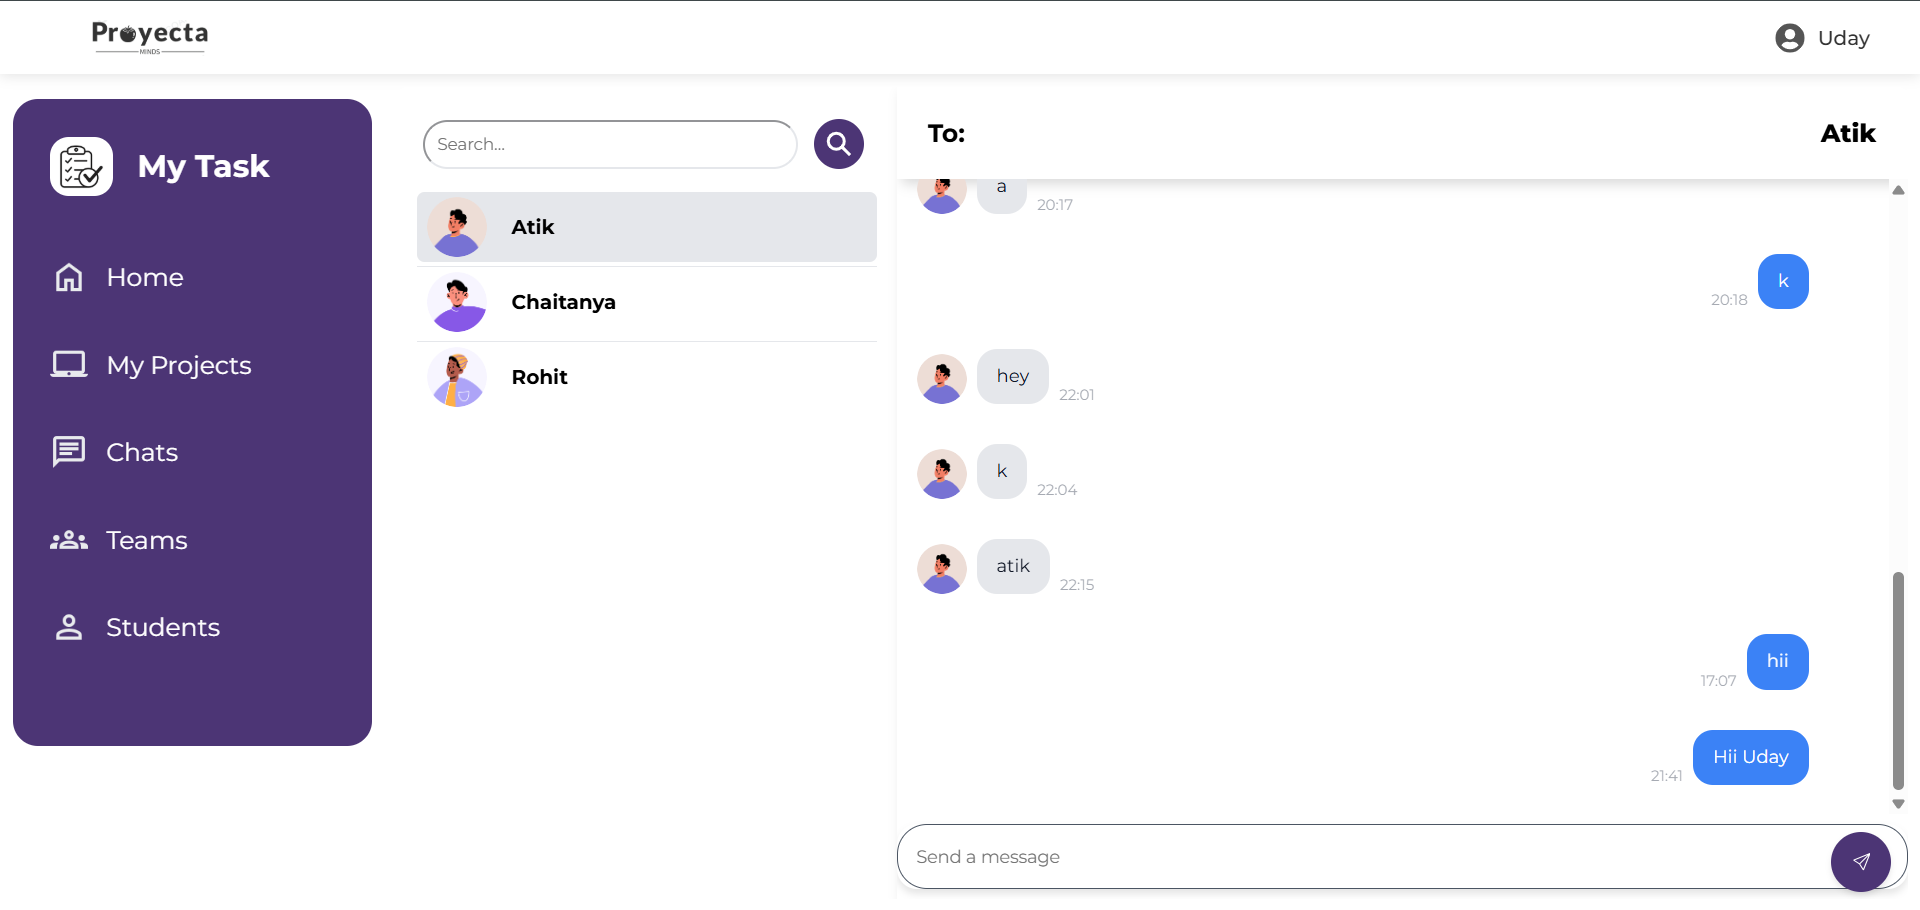 Proyecta
MINDS
Uday
My Task
Home
My Projects
Chats
Teams
Students
Search...
Atik
Chaitanya
Rohit
To:
Atik
a
20:17
k
20:18
hey
22:01
k
22:04
atik
22:15
hii
17:07
Hii Uday
21:41
Send a message